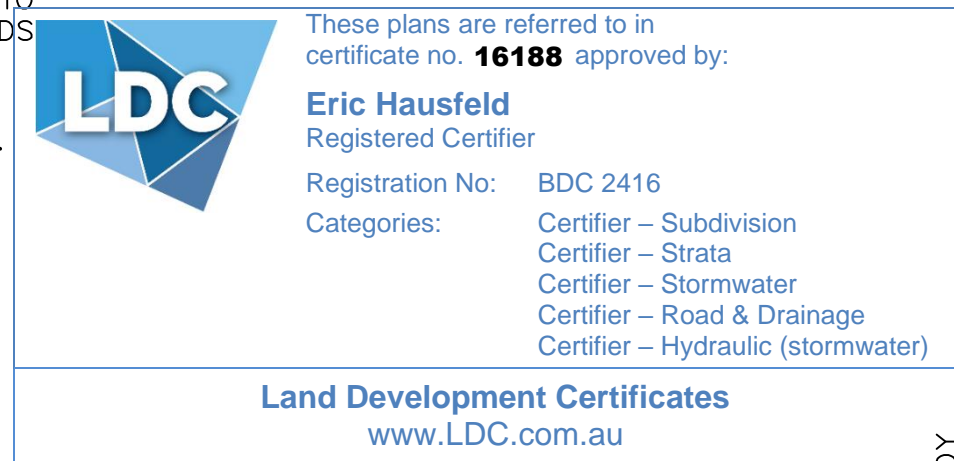 TO
DS
LDC
These plans are referred to in
certificate no. 16188 approved by:
Eric Hausfeld
Registered Certifier
Registration No: BDC 2416
Categories: Certifier – Subdivision
Certifier – Strata
Certifier – Stormwater
Certifier – Road & Drainage
Certifier – Hydraulic (stormwater)
Land Development Certificates
www.LDC.com.au